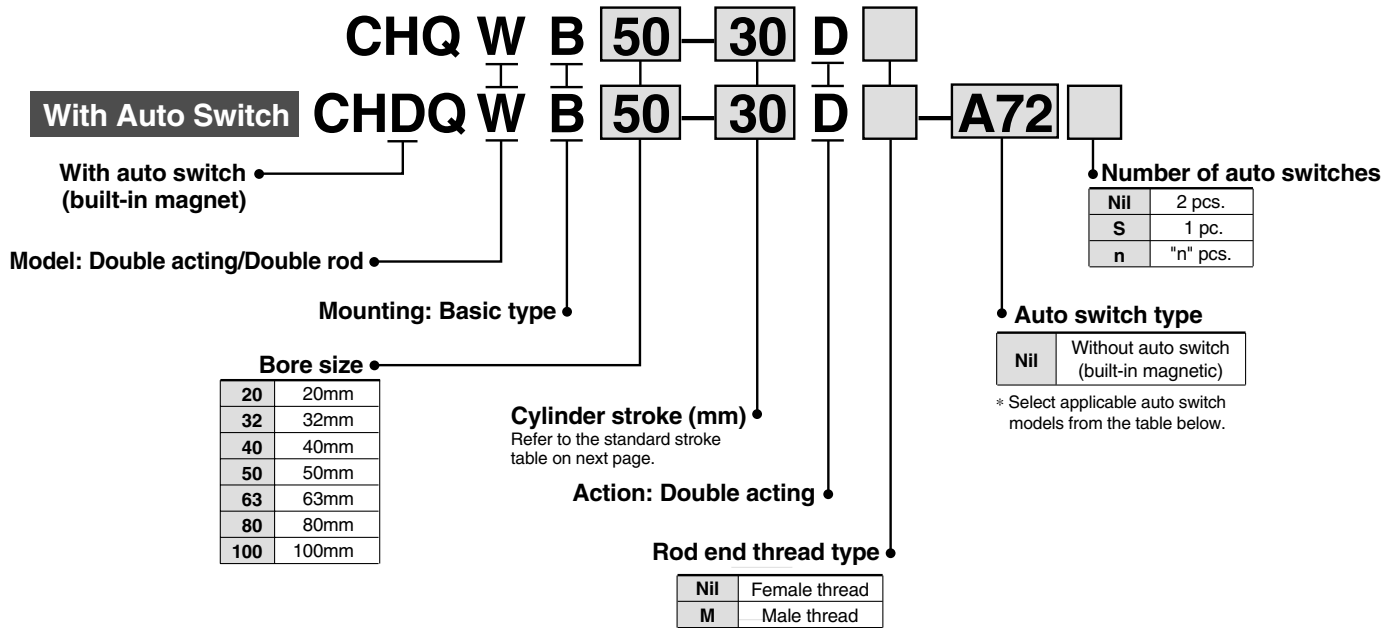 CHQ W B 50–30 D
With Auto Switch CHDQ W B 50–30 D – A72
With auto switch
(built-in magnet)
Model: Double acting/Double rod
Mounting: Basic type
Bore size
20 20mm
32 32mm
40 40mm
50 50mm
63 63mm
80 80mm
100 100mm
Cylinder stroke (mm)
Refer to the standard stroke
table on next page.
Action: Double acting
Rod end thread type
Nil Female thread
M Male thread
Number of auto switches
Nil 2 pcs.
S 1 pc.
n "n" pcs.
Auto switch type
Nil Without auto switch
(built-in magnetic)
* Select applicable auto switch
models from the table below.